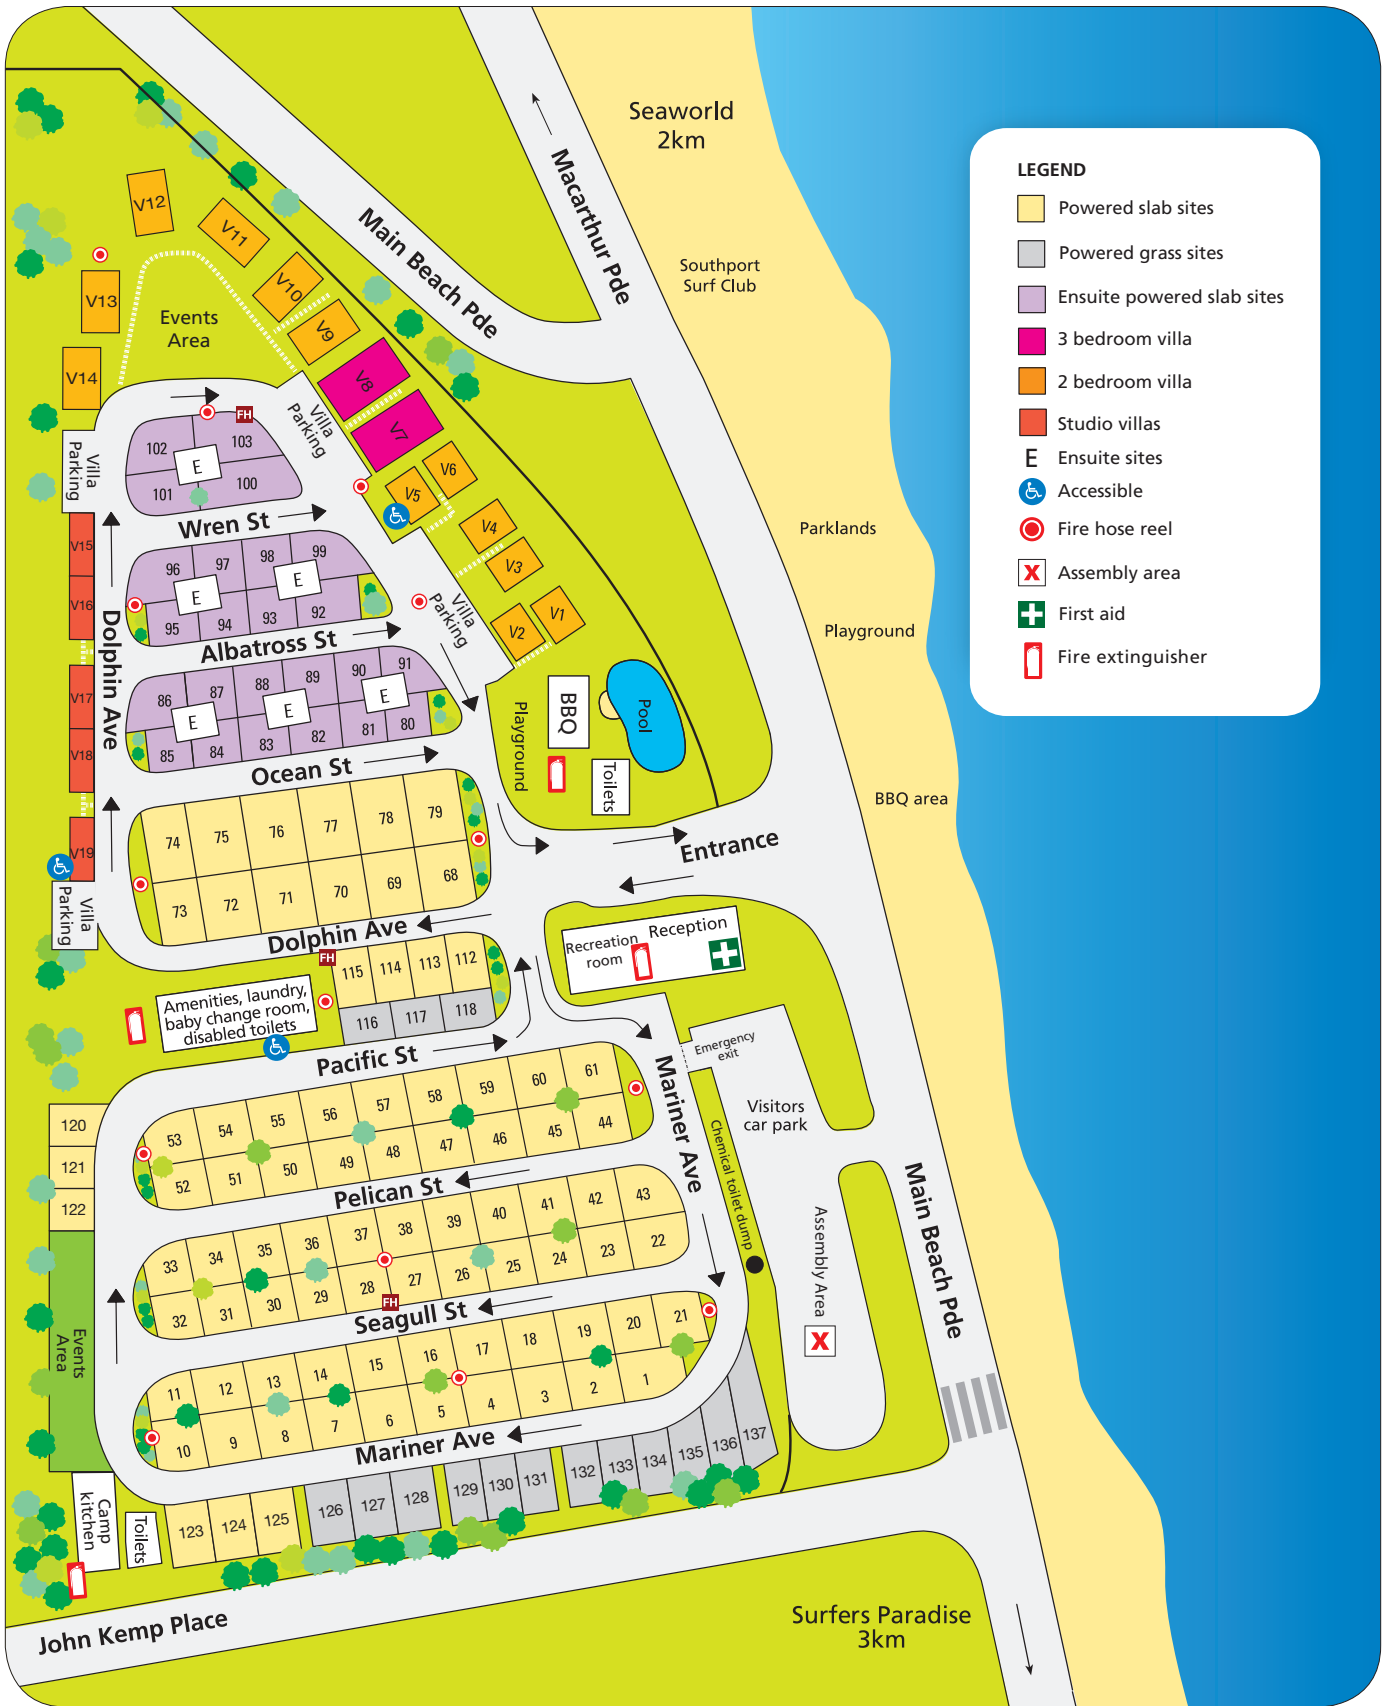 Seaworld
2km
Macarthur Pde
Main Beach Pde
Southport
Surf Club
Parklands
Playground
BBQ area
LEGEND
Powered slab sites
Powered grass sites
Ensuite powered slab sites
3 bedroom villa
2 bedroom villa
Studio villas
E Ensuite sites
Accessible
Fire hose reel
X Assembly area
First aid
Fire extinguisher
V12
V11
V10
V9
V13
Events
Area
V14
V8
V7
Villa
Parking
Villa
Parking
FH
102
103
E
101
100
V6
V5
V4
V3
V2
V1
Wren St
V15
V16
V17
V18
V19
Dolphin Ave
96
97
98
99
E
E
95
94
93
92
Villa
Parking
Albatross St
86
87
88
89
90
91
E
E
E
85
84
83
82
81
80
Ocean St
Playground
BBQ
Pool
Toilets
74
75
76
77
78
79
73
72
71
70
69
68
Entrance
Villa
Parking
Dolphin Ave
FH
115
114
113
112
116
117
118
Recreation
room
Reception
Amenities, laundry,
baby change room,
disabled toilets
Pacific St
Emergency
exit
Mariner Ave
Visitors
car park
Chemical toilet dump
53
54
55
56
57
58
59
60
61
52
51
50
49
48
47
46
45
44
120
121
122
Pelican St
33
34
35
36
37
38
39
40
41
42
43
32
31
30
29
28
27
26
25
24
23
22
FH
Seagull St
Assembly Area
X
Main Beach Pde
Events
Area
11
12
13
14
15
16
17
18
19
20
21
10
9
8
7
6
5
4
3
2
1
Mariner Ave
Camp
kitchen
Toilets
123
124
125
126
127
128
129
130
131
132
133
134
135
136
137
John Kemp Place
Surfers Paradise
3km